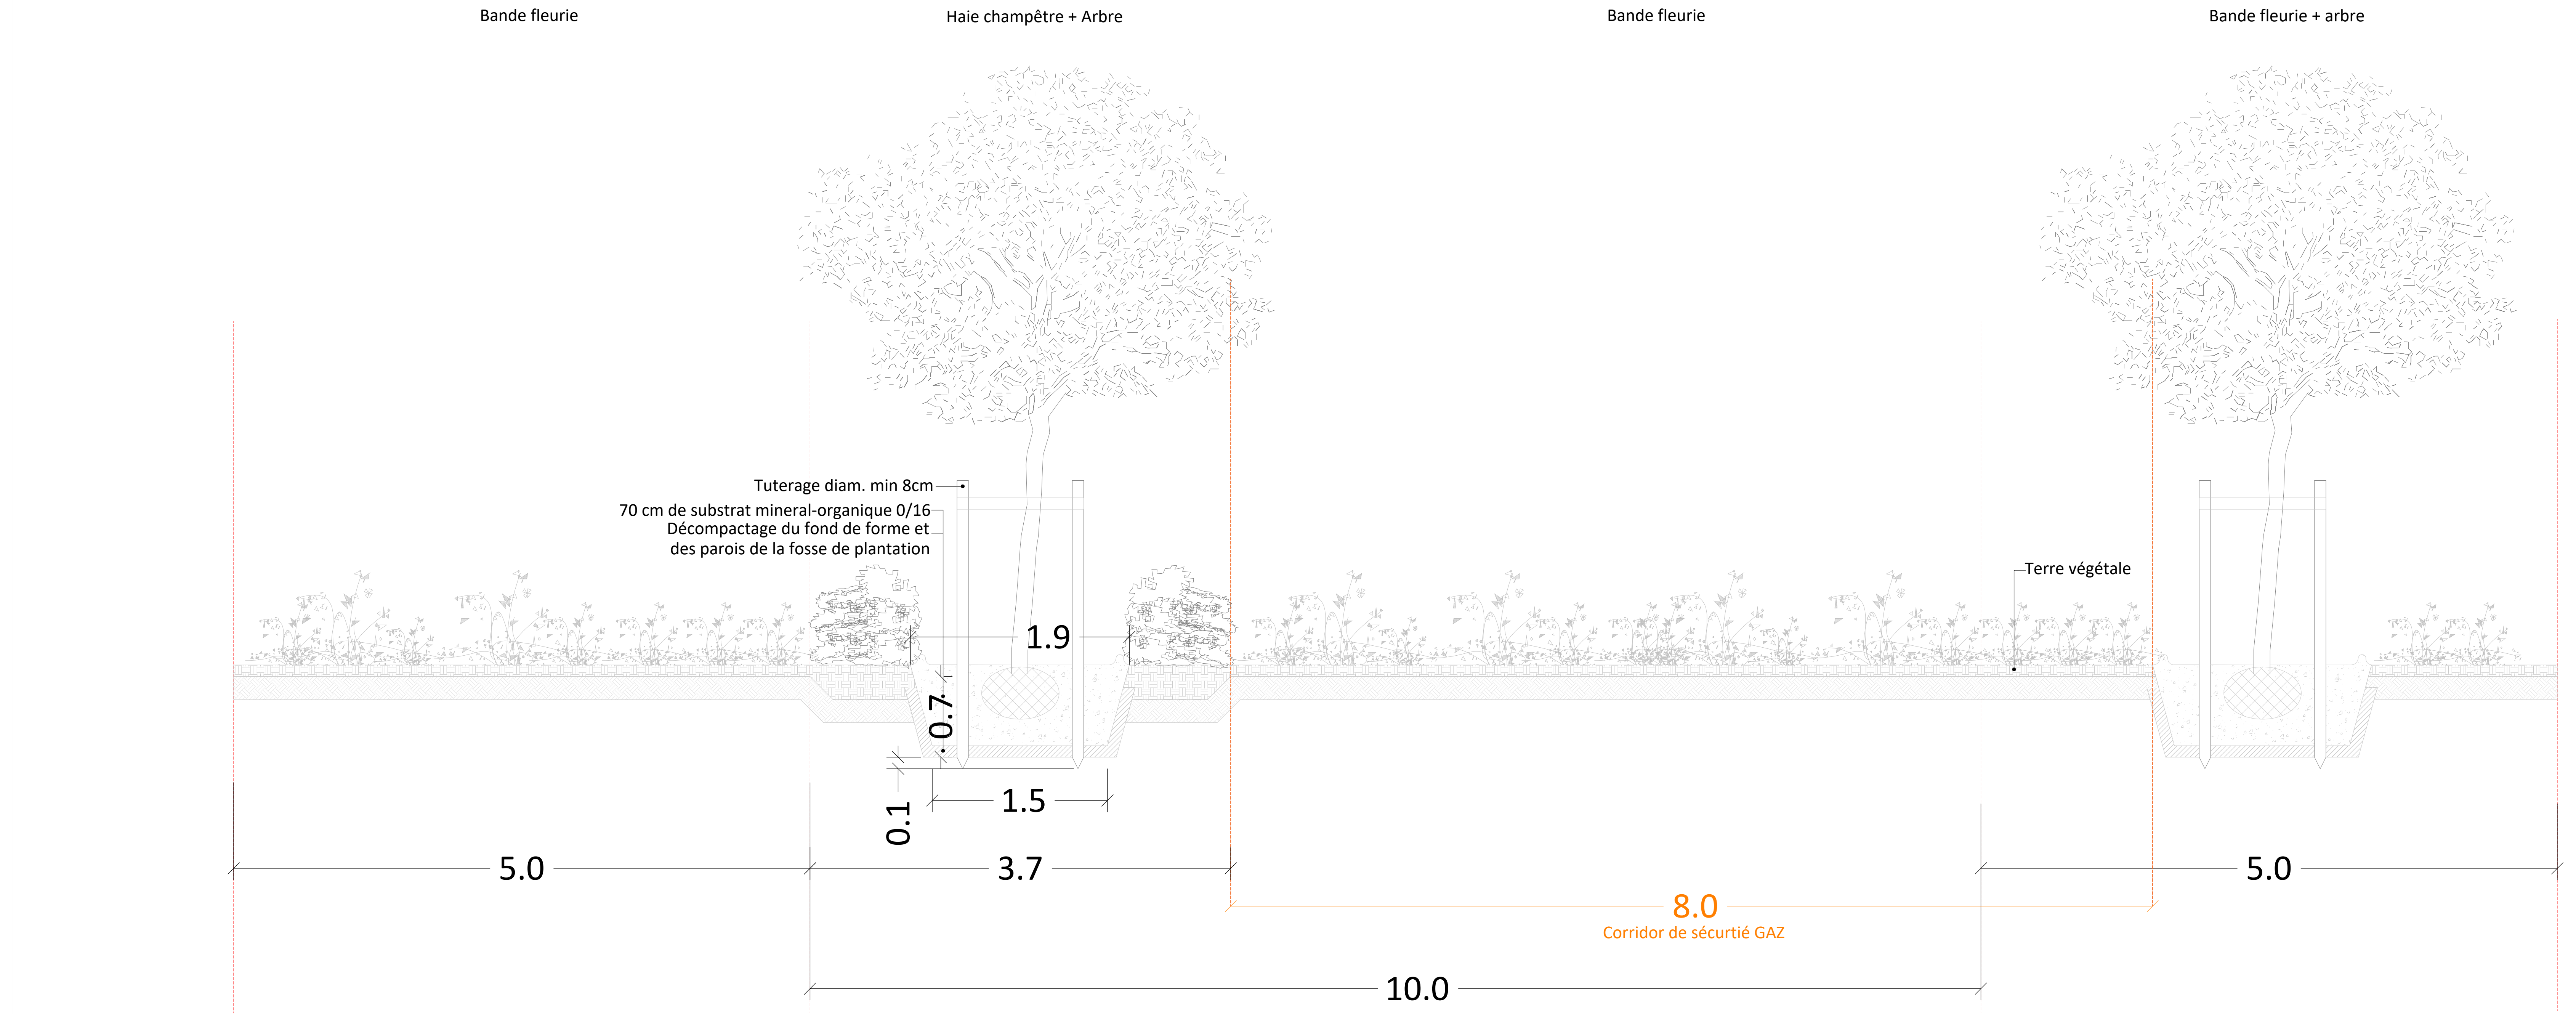 Bande fleurie
Haie champêtre + Arbre
Bande fleurie
Bande fleurie + arbre
Tuterage diam. min 8cm
70 cm de substrat mineral-organique 0/16
Décompactage du fond de forme et
des parois de la fosse de plantation
Terre végétale
1.9
0.7
0.1
1.5
5.0
3.7
5.0
8.0
Corridor de sécurtié GAZ
10.0